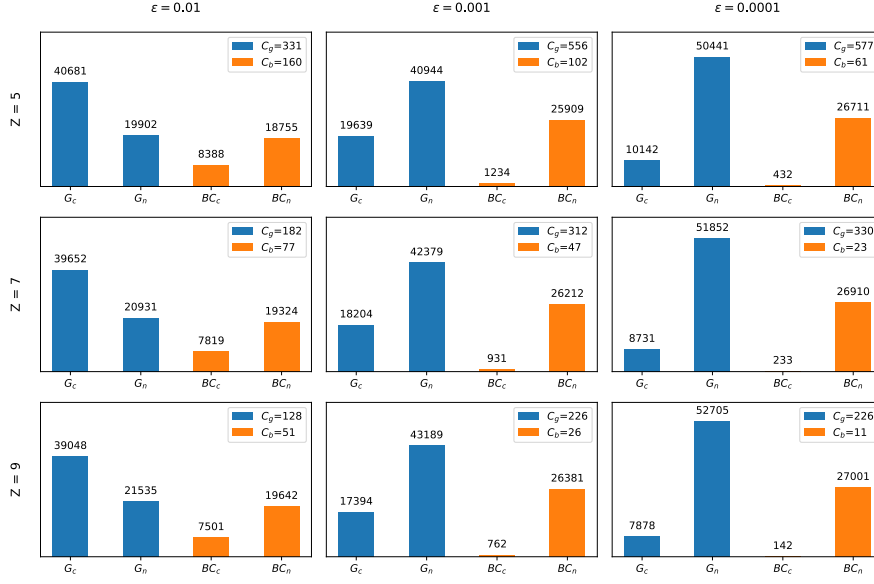 ε = 0.01 ε = 0.001 ε = 0.0001
Z = 5
C_g=331
C_b=160
40681 19902 8388 18755
G_c G_n BC_c BC_n
C_g=556
C_b=102
19639 40944 1234 25909
G_c G_n BC_c BC_n
C_g=577
C_b=61
10142 50441 432 26711
G_c G_n BC_c BC_n
Z = 7
C_g=182
C_b=77
39652 20931 7819 19324
G_c G_n BC_c BC_n
C_g=312
C_b=47
18204 42379 931 26212
G_c G_n BC_c BC_n
C_g=330
C_b=23
8731 51852 233 26910
G_c G_n BC_c BC_n
Z = 9
C_g=128
C_b=51
39048 21535 7501 19642
G_c G_n BC_c BC_n
C_g=226
C_b=26
17394 43189 762 26381
G_c G_n BC_c BC_n
C_g=226
C_b=11
7878 52705 142 27001
G_c G_n BC_c BC_n